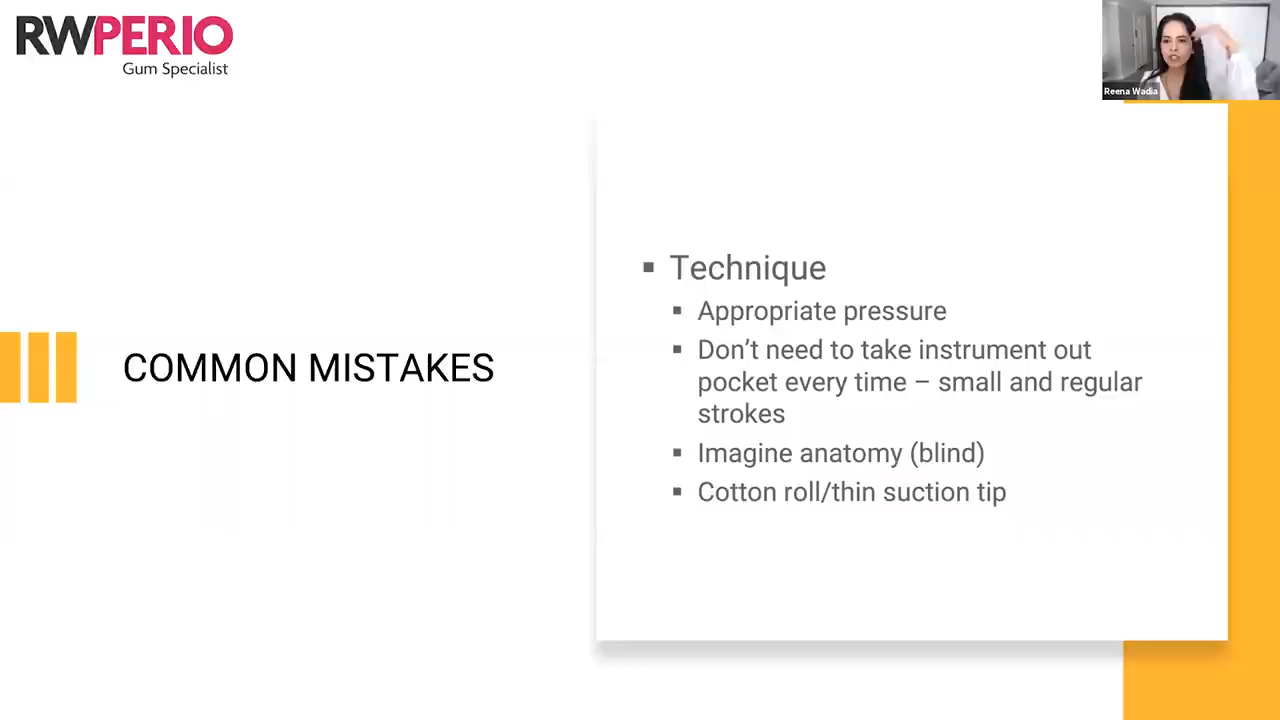 RWPERIO
Gum Specialist
Reena Wadia
COMMON MISTAKES
▪ Technique
▪ Appropriate pressure
▪ Don’t need to take instrument out
pocket every time – small and regular
strokes
▪ Imagine anatomy (blind)
▪ Cotton roll/thin suction tip